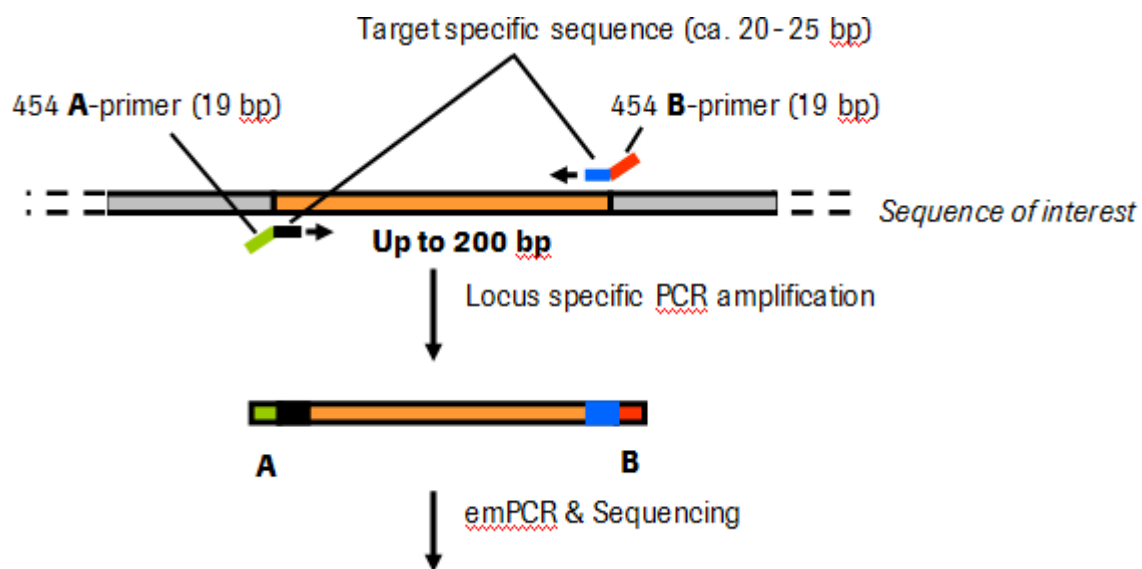 Target specific sequence (ca. 20-25 bp)
454 A-primer (19 bp)
454 B-primer (19 bp)
Sequence of interest
Up to 200 bp
Locus specific PCR amplification
A
B
emPCR & Sequencing